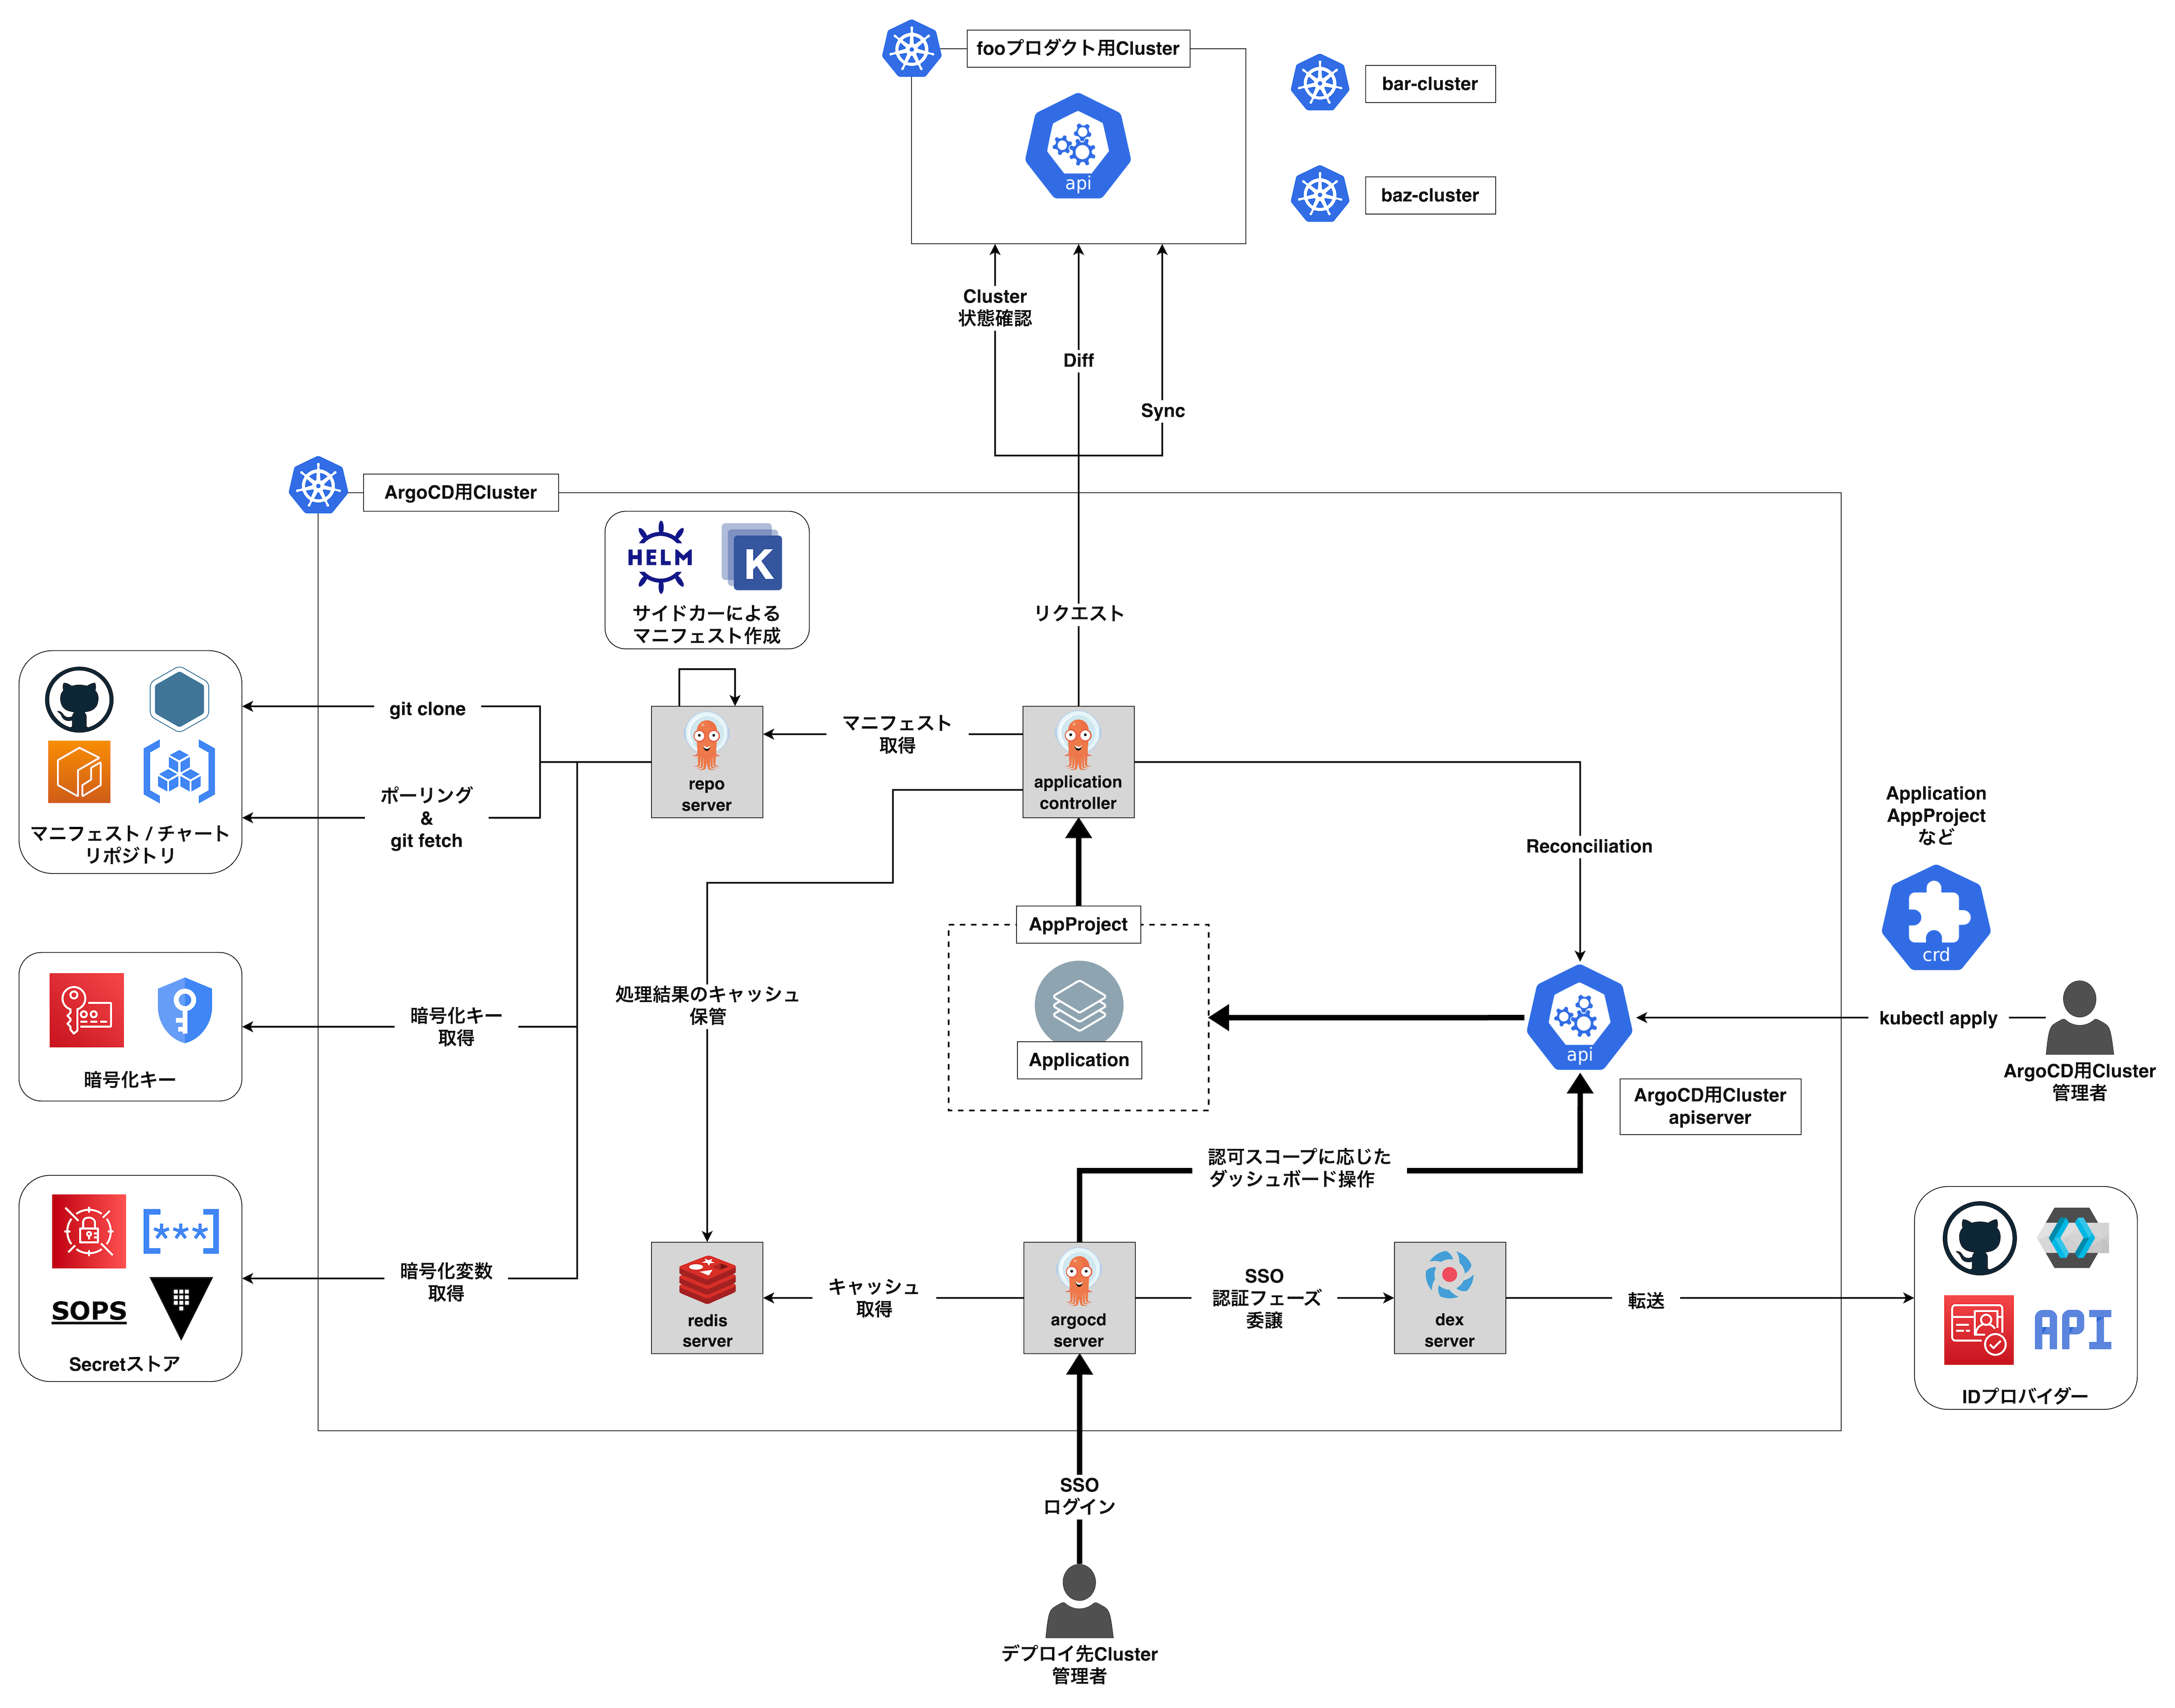 fooプロダクト用Cluster
api
bar-cluster
baz-cluster
Cluster
状態確認
Diff
Sync
ArgoCD用Cluster
HELM
K
サイドカーによる
マニフェスト作成
リクエスト
git clone
ポーリング
&
git fetch
マニフェスト / チャート
リポジトリ
repo
server
マニフェスト
取得
application
controller
Reconciliation
Application
AppProject
など
crd
kubectl apply
ArgoCD用Cluster
管理者
AppProject
Application
api
ArgoCD用Cluster
apiserver
処理結果のキャッシュ
保管
暗号化キー
取得
暗号化キー
認可スコープに応じた
ダッシュボード操作
[***]
SOPS
Secretストア
暗号化変数
取得
redis
server
キャッシュ
取得
argocd
server
SSO
認証フェーズ
委譲
dex
server
転送
API
IDプロバイダー
SSO
ログイン
デプロイ先Cluster
管理者